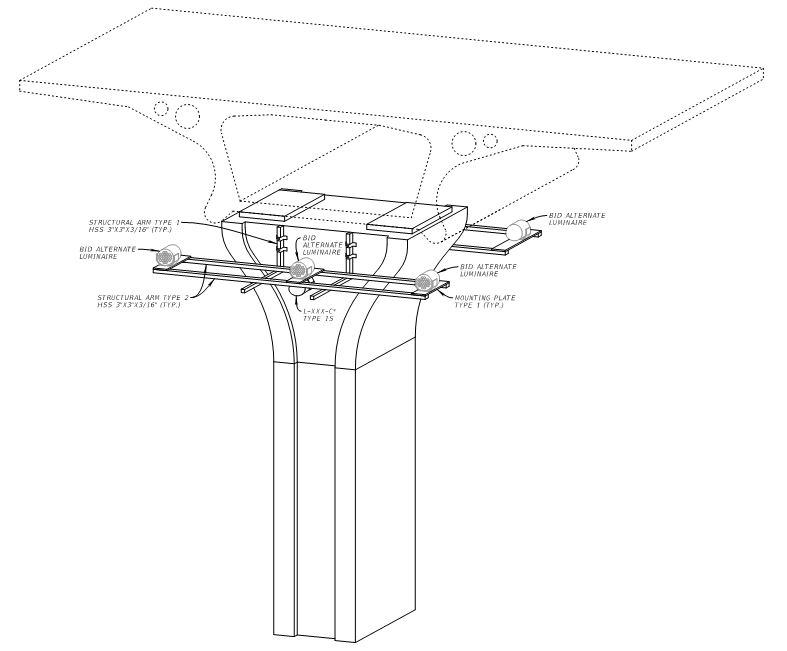 STRUCTURAL ARM TYPE 1
HSS 3"X3"X3/16" (TYP.)
BID ALTERNATE
LUMINAIRE
BID ALTERNATE
LUMINAIRE
BID
ALTERNATE
LUMINAIRE
BID ALTERNATE
LUMINAIRE
STRUCTURAL ARM TYPE 2
HSS 3"X3"X3/16" (TYP.)
MOUNTING PLATE
TYPE 1 (TYP.)
L-XXX-C*
TYPE 1S